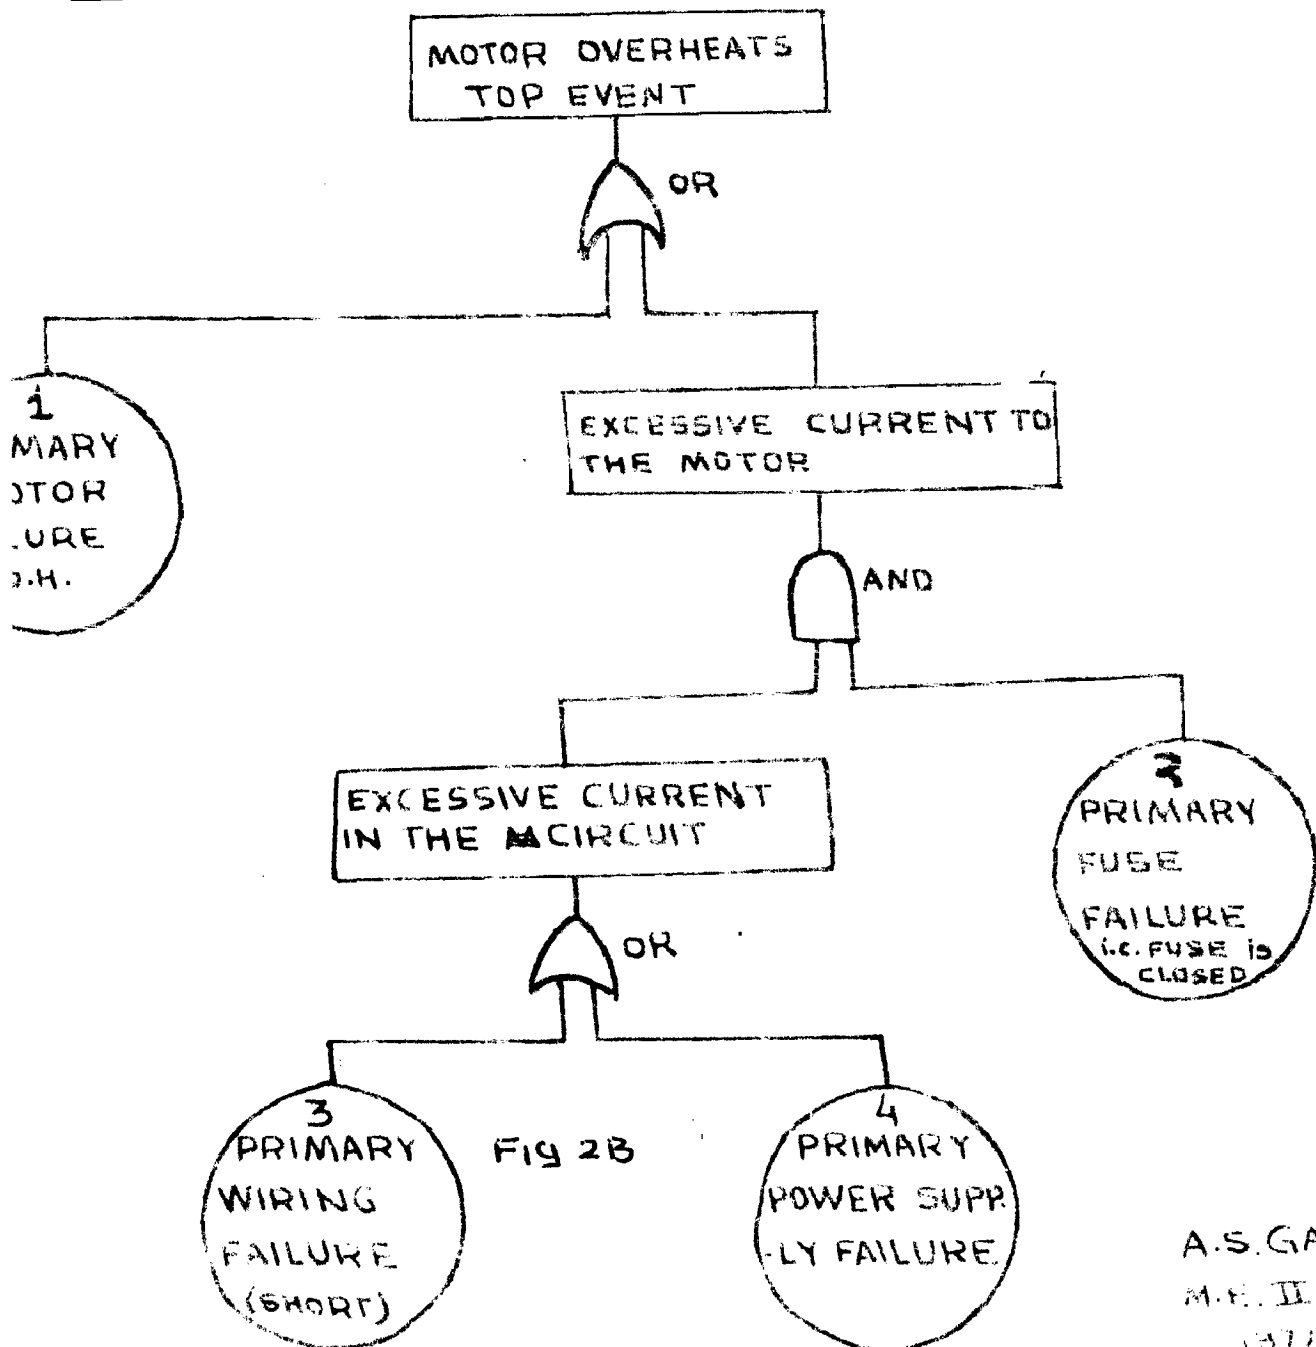 MOTOR OVERHEATS
TOP EVENT
OR
1
MARY
OTOR
LURE
O.H.
EXCESSIVE CURRENT TO
THE MOTOR
AND
EXCESSIVE CURRENT
IN THE CIRCUIT
2
PRIMARY
FUSE
FAILURE
i.e. FUSE is
CLOSED
OR
3
PRIMARY
WIRING
FAILURE
(SHORT)
Fig 2B
4
PRIMARY
POWER SUPP
-LY FAILURE
A.S. GA
M.E. II